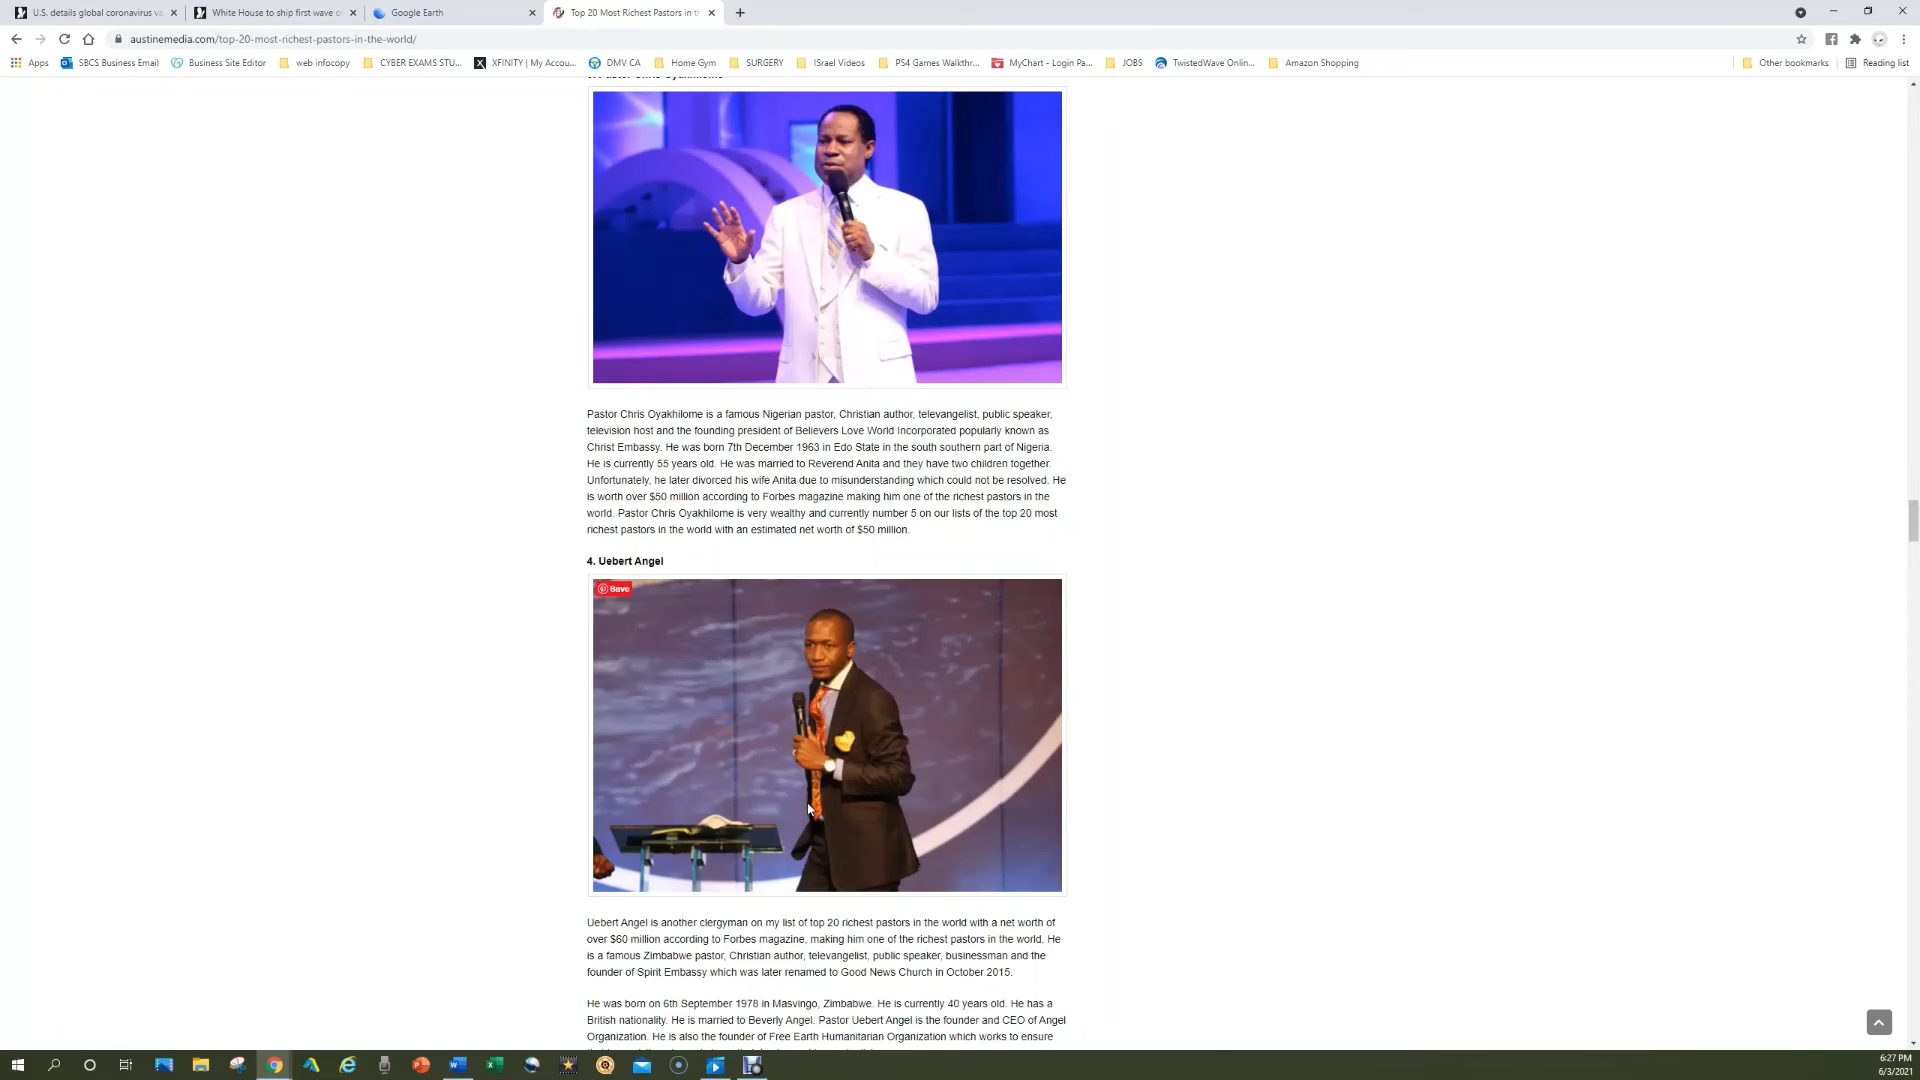 U.S. details global coronavirus va
White House to ship first wave o
Google Earth
Top 20 Most Richest Pastors in t
austinemedia.com/top-20-most-richest-pastors-in-the-world/
Apps
SBCS Business Email
Business Site Editor
web infocopy
CYBER EXAMS STU...
XFINITY | My Accou...
DMV CA
Home Gym
SURGERY
ISrael Videos
PS4 Games Walkthr...
MyChart - Login Pa...
JOBS
TwistedWave Onlin...
Amazon Shopping
Other bookmarks
Reading list
Pastor Chris Oyakhilome is a famous Nigerian pastor, Christian author, televangelist, public speaker,
television host and the founding president of Believers Love World Incorporated popularly known as
Christ Embassy. He was born 7th December 1963 in Edo State in the south southern part of Nigeria.
He is currently 55 years old. He was married to Reverend Anita and they have two children together.
Unfortunately, he later divorced his wife Anita due to misunderstanding which could not be resolved. He
is worth over $50 million according to Forbes magazine making him one of the richest pastors in the
world. Pastor Chris Oyakhilome is very wealthy and currently number 5 on our lists of the top 20 most
richest pastors in the world with an estimated net worth of $50 million.
4. Uebert Angel
Save
Uebert Angel is another clergyman on my list of top 20 richest pastors in the world with a net worth of
over $60 million according to Forbes magazine, making him one of the richest pastors in the world. He
is a famous Zimbabwe pastor, Christian author, televangelist, public speaker, businessman and the
founder of Spirit Embassy which was later renamed to Good News Church in October 2015.
He was born on 6th September 1978 in Masvingo, Zimbabwe. He is currently 40 years old. He has a
British nationality. He is married to Beverly Angel. Pastor Uebert Angel is the founder and CEO of Angel
Organization. He is also the founder of Free Earth Humanitarian Organization which works to ensure
6:27 PM
6/3/2021